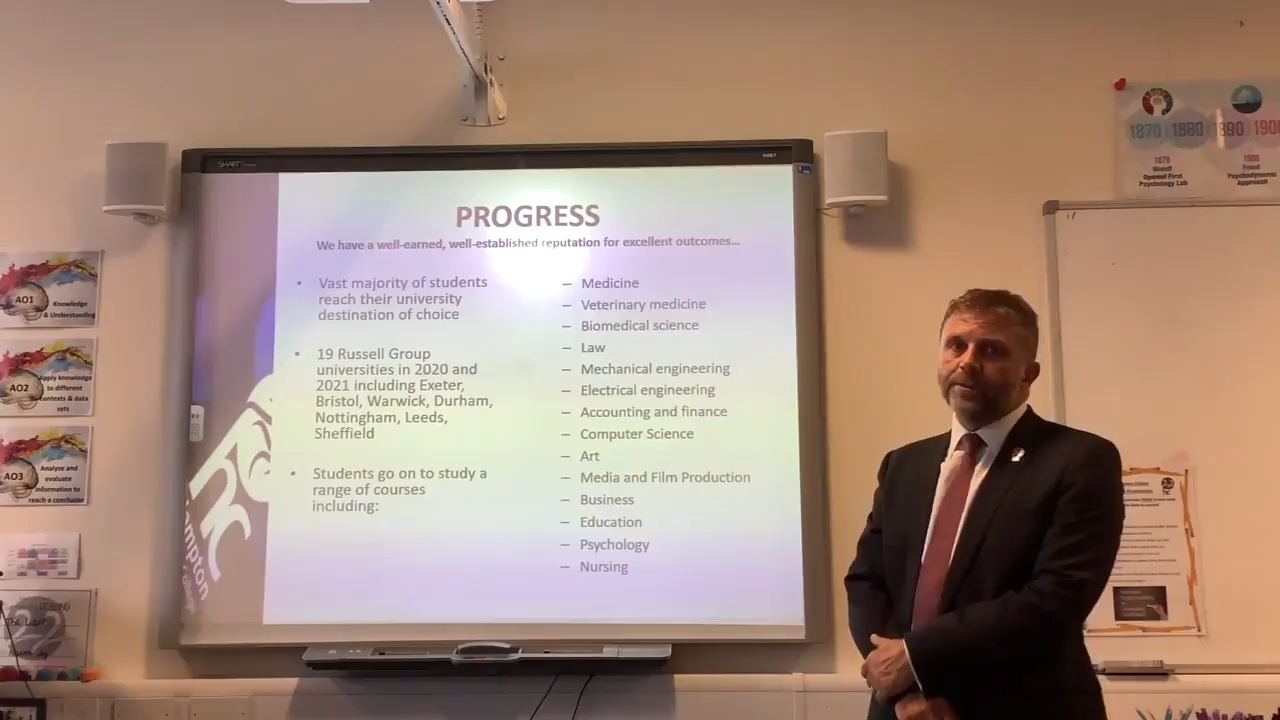 SMART
PROGRESS
We have a well-earned, well-established reputation for excellent outcomes...
• Vast majority of students
reach their university
destination of choice
• 19 Russell Group
universities in 2020 and
2021 including Exeter,
Bristol, Warwick, Durham,
Nottingham, Leeds,
Sheffield
• Students go on to study a
range of courses
including:
– Medicine
– Veterinary medicine
– Biomedical science
– Law
– Mechanical engineering
– Electrical engineering
– Accounting and finance
– Computer Science
– Art
– Media and Film Production
– Business
– Education
– Psychology
– Nursing
AO1
Knowledge
& Understanding
AO2
Apply knowledge
to different
contexts & data
sets
AO3
Analyse and
evaluate
information to
reach a conclusion
1870 1880 1890 1900
1879
Wundt
Opened First
Psychology Lab
1900
Freud
Psychodynamic
Approach